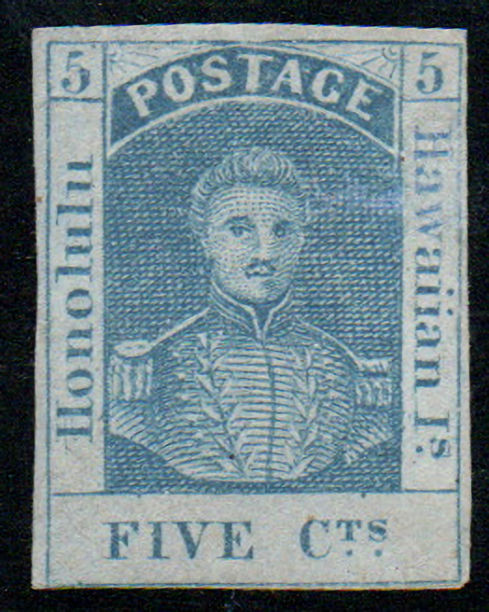 5 POSTAGE 5
Honolulu
Hawaiian Is.
FIVE Cts.